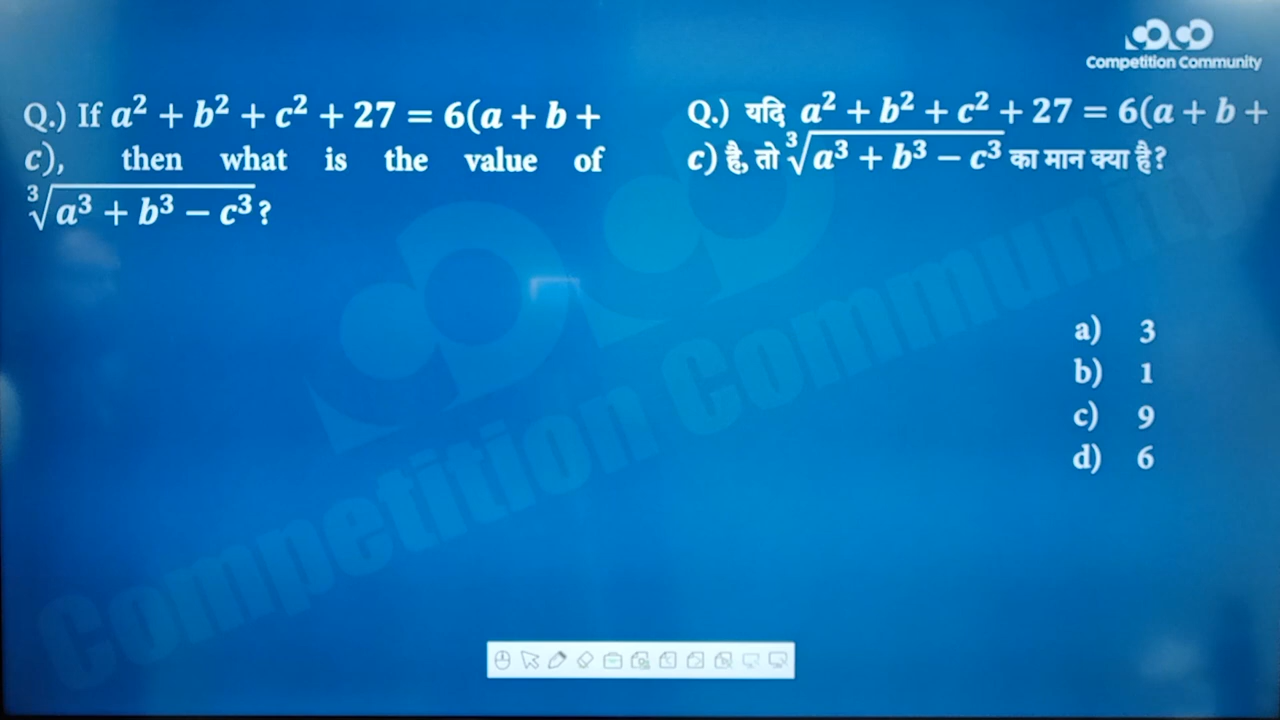 Competition Community
Q.) If a² + b² + c² + 27 = 6(a + b +
c), then what is the value of
∛(a³ + b³ − c³)?
Q.) यदि a² + b² + c² + 27 = 6(a + b +
c) है, तो ∛(a³ + b³ − c³) का मान क्या है?
a) 3
b) 1
c) 9
d) 6
Competition Community